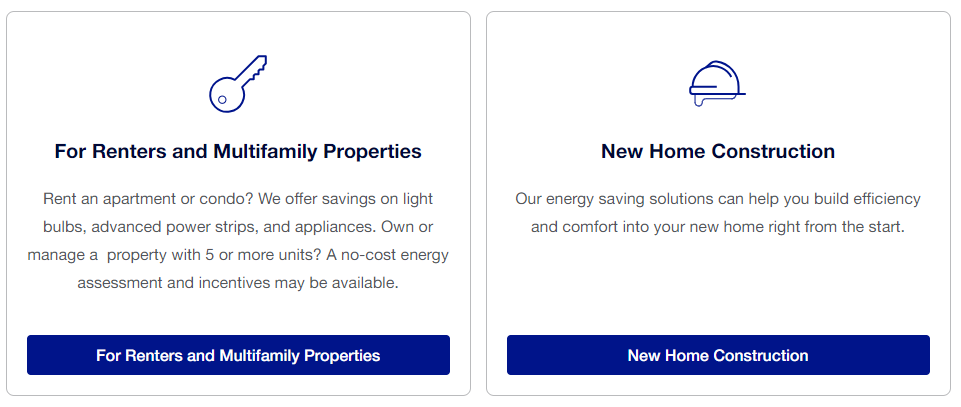 For Renters and Multifamily Properties
Rent an apartment or condo? We offer savings on light
bulbs, advanced power strips, and appliances. Own or
manage a  property with 5 or more units? A no-cost energy
assessment and incentives may be available.
For Renters and Multifamily Properties
New Home Construction
Our energy saving solutions can help you build efficiency
and comfort into your new home right from the start.
New Home Construction